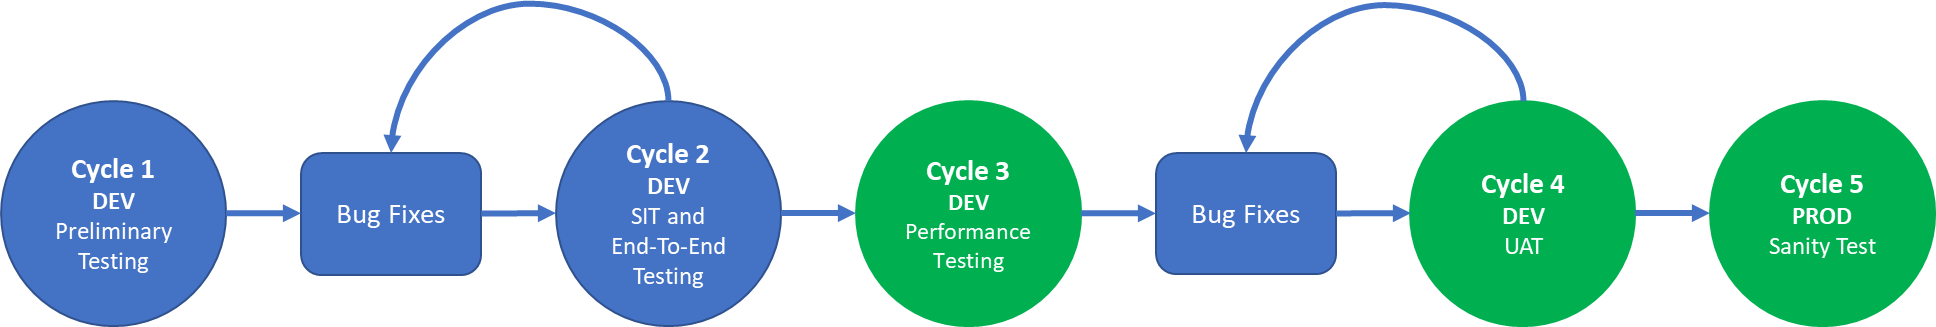 Cycle 1
DEV
Preliminary
Testing
Bug Fixes
Cycle 2
DEV
SIT and
End-To-End
Testing
Cycle 3
DEV
Performance
Testing
Bug Fixes
Cycle 4
DEV
UAT
Cycle 5
PROD
Sanity Test